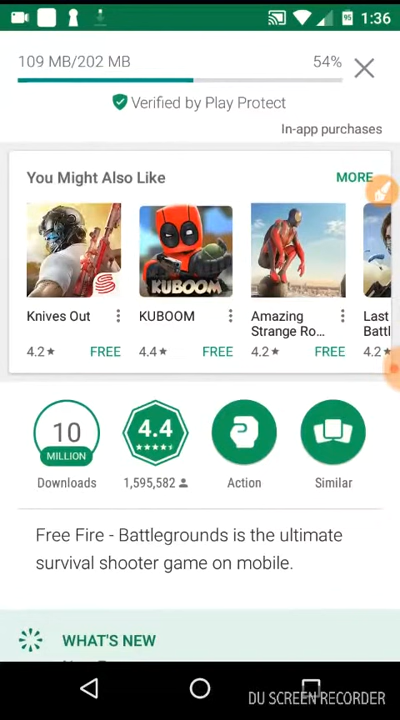 95 1:36
109 MB/202 MB 54%
Verified by Play Protect
In-app purchases
You Might Also Like MORE
KUBOOM
Knives Out KUBOOM Amazing Last
Strange Ro... Battl
4.2 FREE 4.4 FREE 4.2 FREE 4.2
10 4.4
MILLION
Downloads 1,595,582 Action Similar
Free Fire - Battlegrounds is the ultimate
survival shooter game on mobile.
WHAT'S NEW
DU SCREEN RECORDER